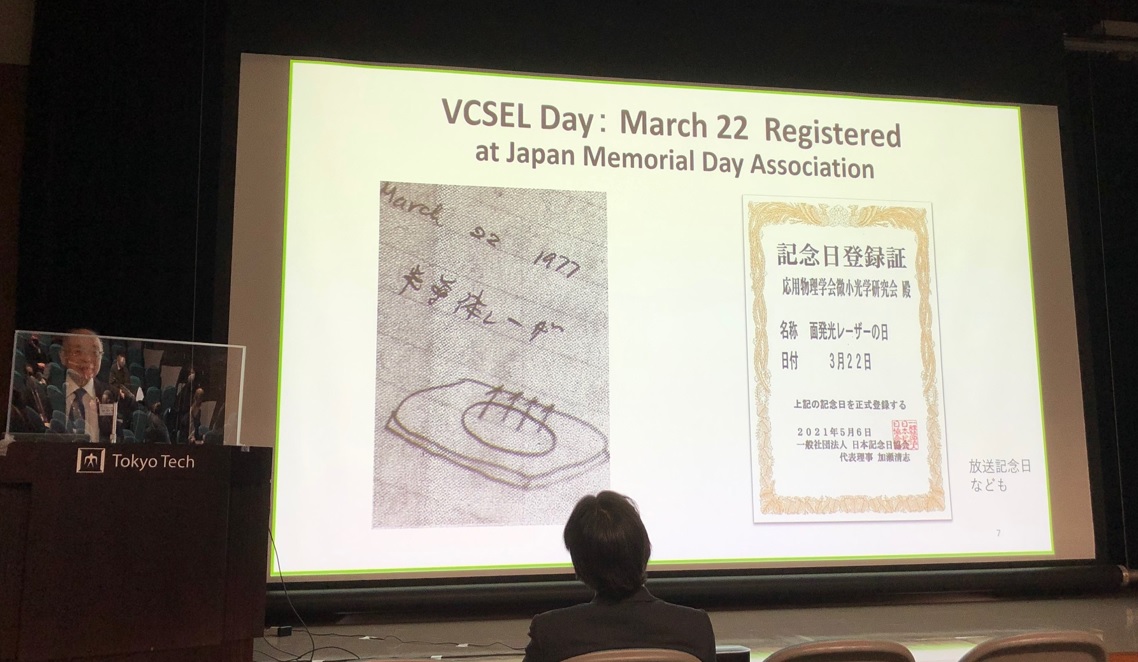 VCSEL Day: March 22 Registered
at Japan Memorial Day Association
March 22 1977
半導体レーザー
記念日登録証
応用物理学会微小光学研究会 殿
名称 面発光レーザーの日
日付 3月22日
上記の記念日を正式登録する
2021年5月6日
一般社団法人 日本記念日協会
代表理事 加瀬清志
放送記念日
なども
7
Tokyo Tech